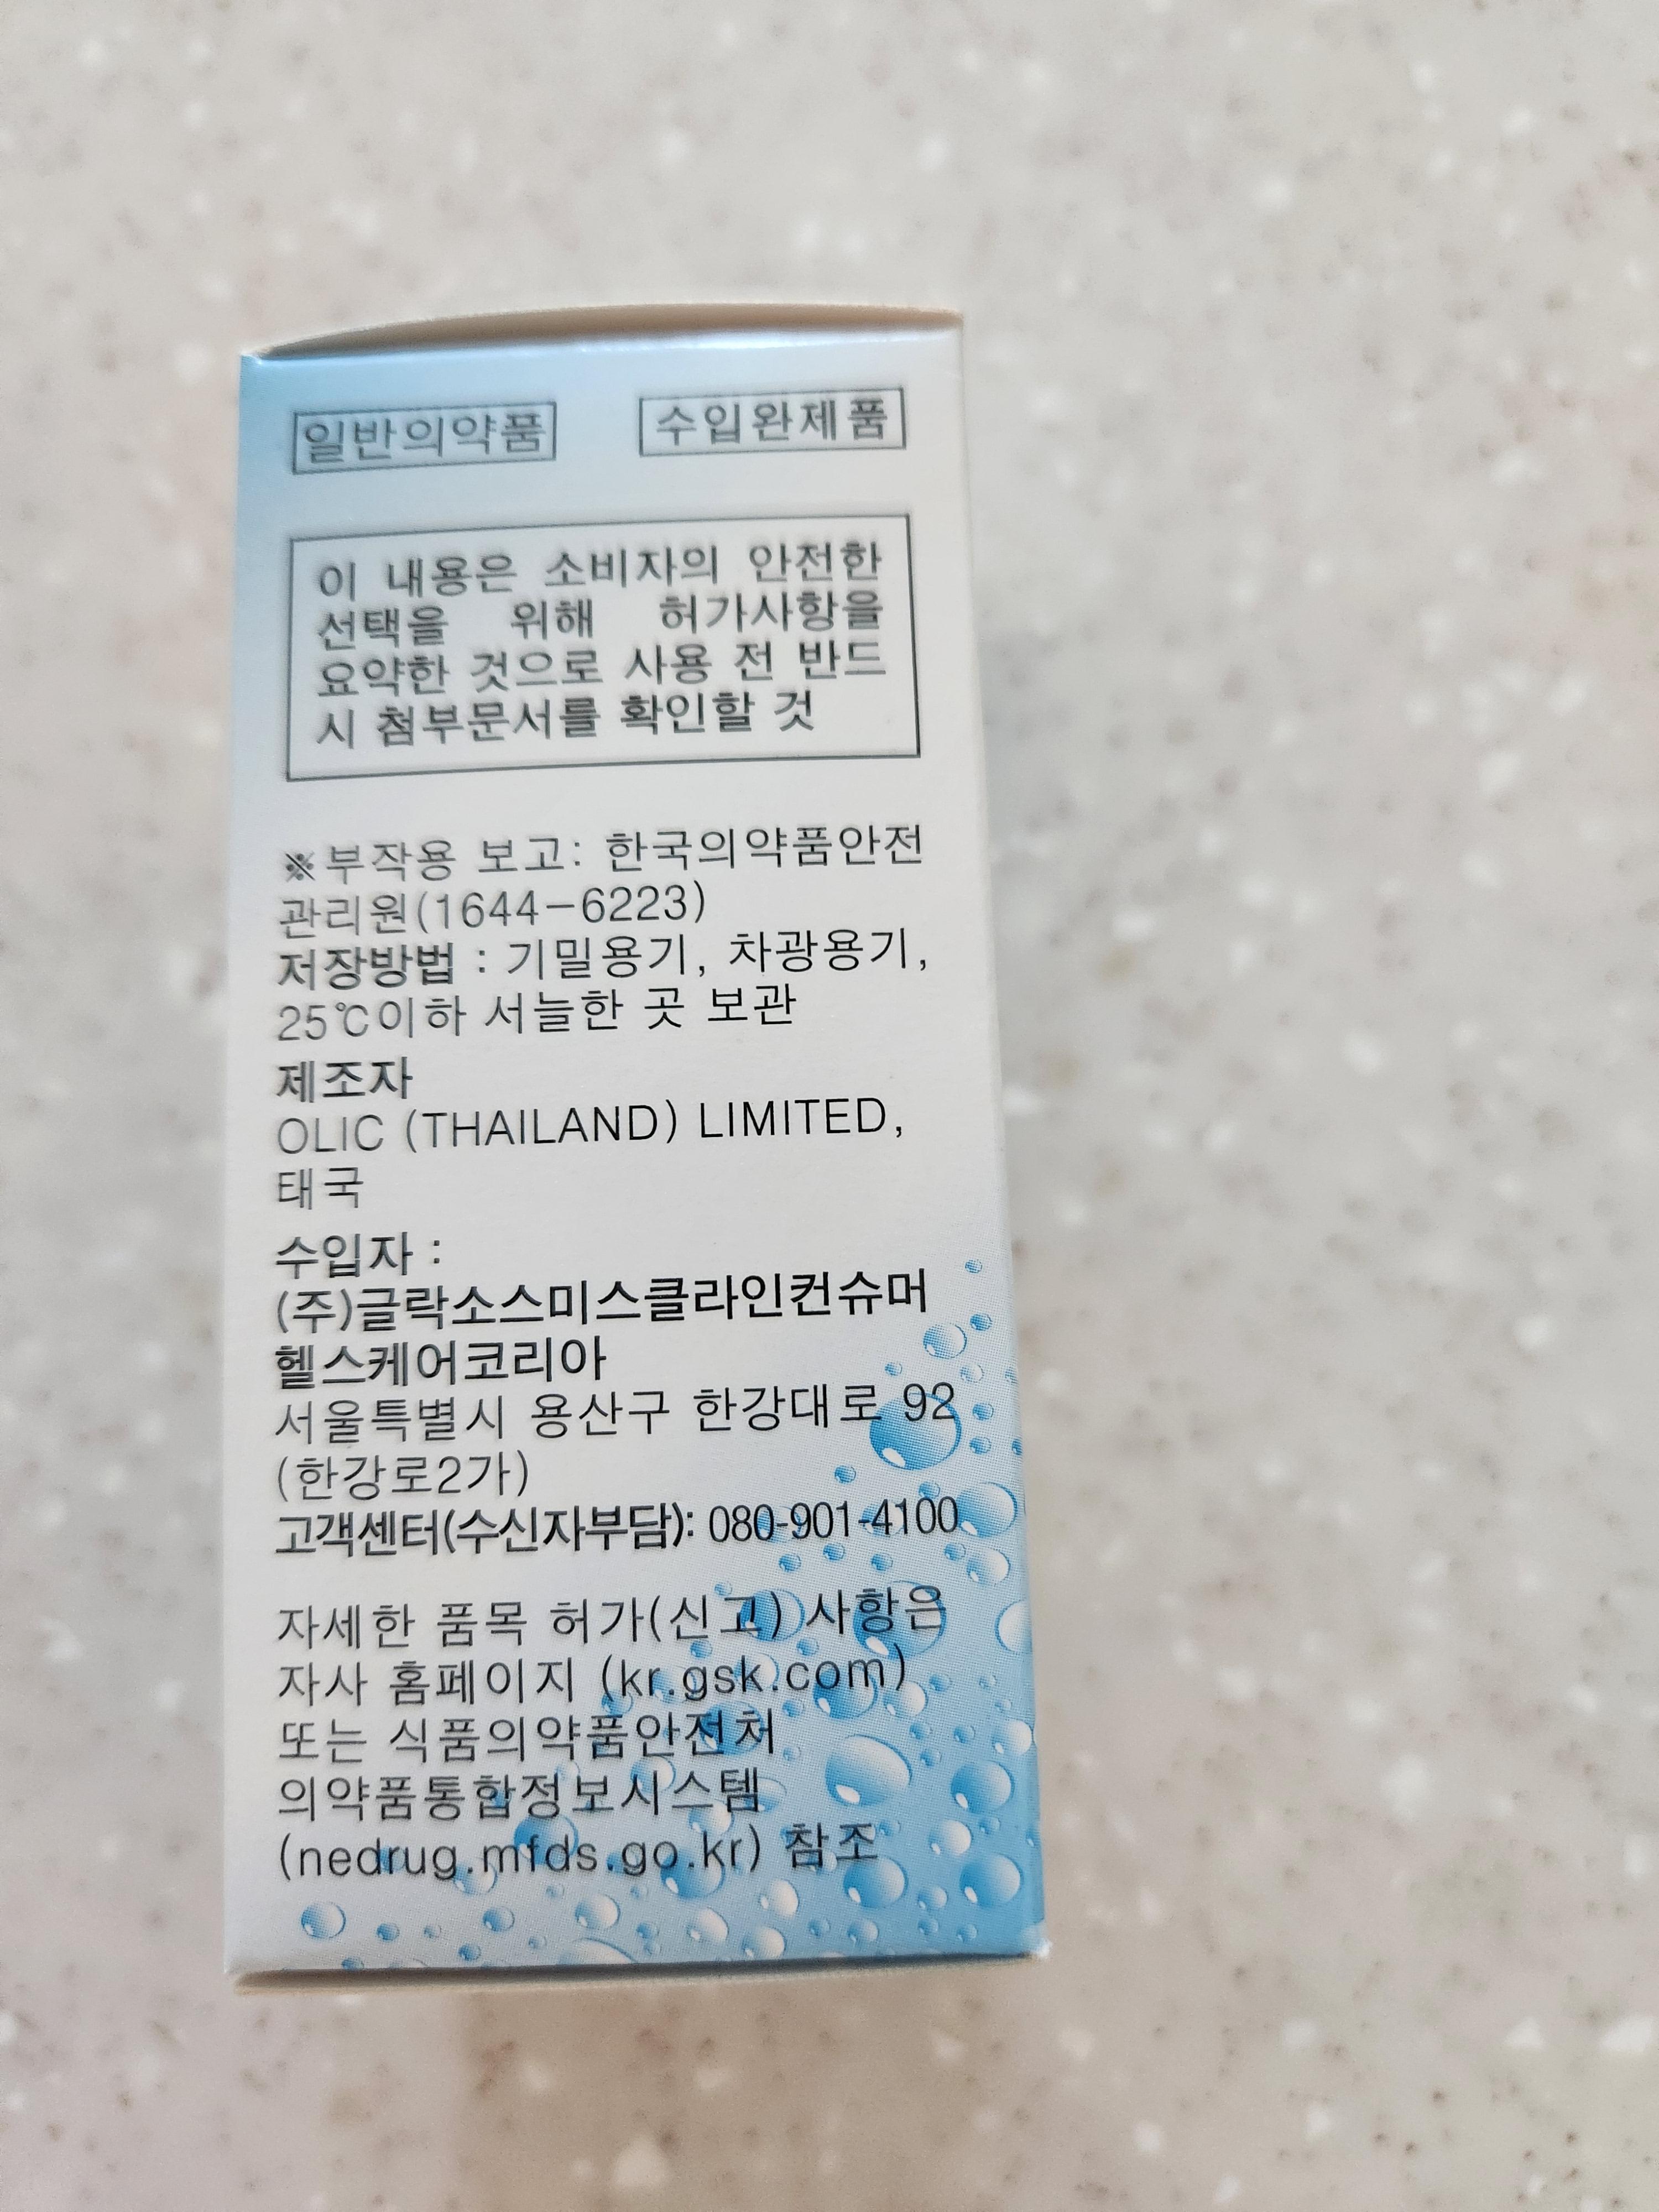 일반의약품 수입완제품
이 내용은 소비자의 안전한
선택을 위해 허가사항을
요약한 것으로 사용 전 반드
시 첨부문서를 확인할 것
※부작용 보고: 한국의약품안전
관리원(1644-6223)
저장방법 : 기밀용기, 차광용기,
25℃이하 서늘한 곳 보관
제조자
OLIC (THAILAND) LIMITED,
태국
수입자 :
(주)글락소스미스클라인컨슈머
헬스케어코리아
서울특별시 용산구 한강대로 92
(한강로2가)
고객센터(수신자부담): 080-901-4100
자세한 품목 허가(신고) 사항은
자사 홈페이지 (kr.gsk.com)
또는 식품의약품안전처
의약품통합정보시스템
(nedrug.mfds.go.kr) 참조